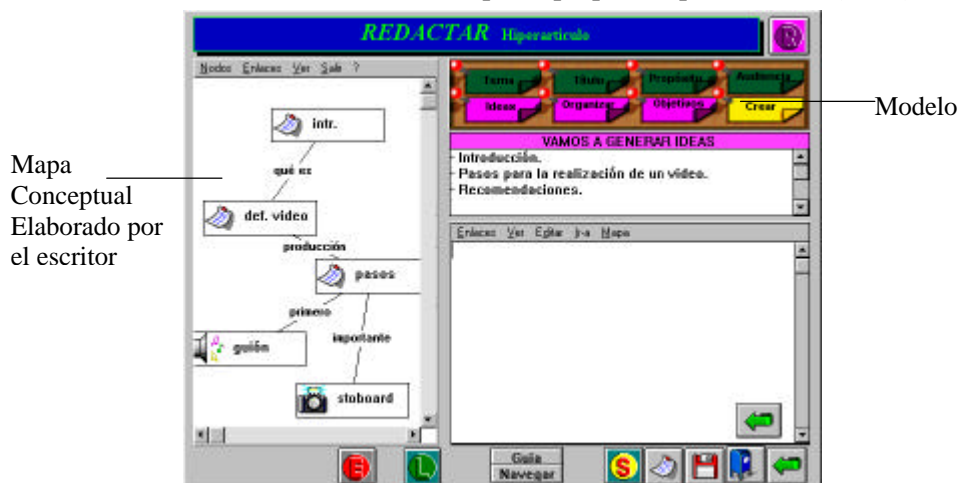 REDACTAR Hiperartículo
R
Nodos Enlaces Ver Salir ?
Tema Título Propósito Audiencia
Ideas Organizar Objetivos Crear
Modelo
VAMOS A GENERAR IDEAS
- Introducción.
- Pasos para la realización de un vídeo.
- Recomendaciones.
Enlaces Ver Editar Ir-a Mapa
intr.
qué es
def. video
producción
pasos
primero
importante
guión
stoboard
Mapa
Conceptual
Elaborado por
el escritor
E
L
Guía
Navegar
S